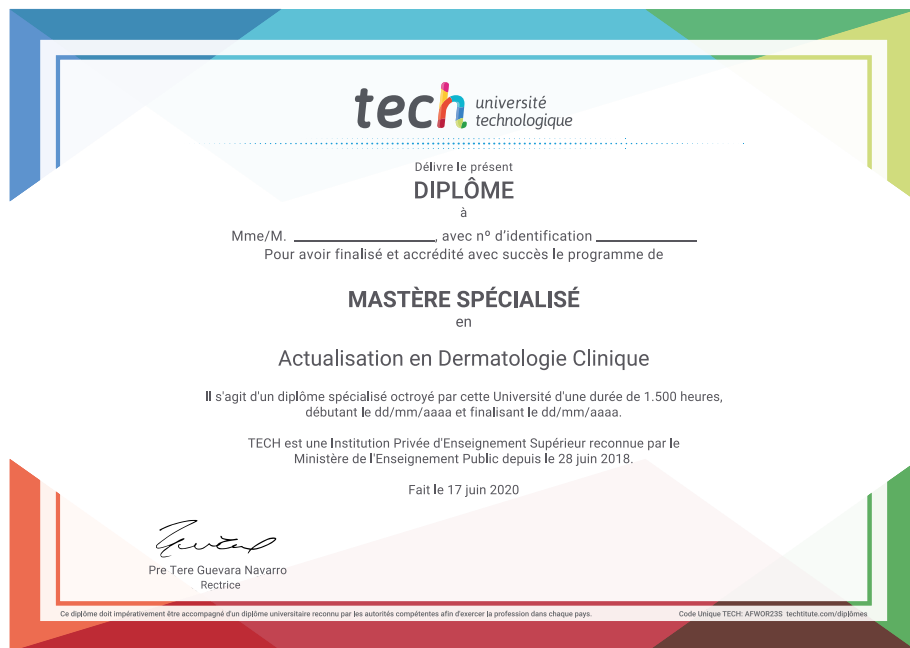 tech université
technologique
Délivre le présent
DIPLÔME
à
Mme/M. ______________, avec nº d'identification ______________
Pour avoir finalisé et accrédité avec succès le programme de
MASTÈRE SPÉCIALISÉ
en
Actualisation en Dermatologie Clinique
Il s'agit d'un diplôme spécialisé octroyé par cette Université d'une durée de 1.500 heures,
débutant le dd/mm/aaaa et finalisant le dd/mm/aaaa.
TECH est une Institution Privée d'Enseignement Supérieur reconnue par le
Ministère de l'Enseignement Public depuis le 28 juin 2018.
Fait le 17 juin 2020
Pre Tere Guevara Navarro
Rectrice
Ce diplôme doit impérativement être accompagné d'un diplôme universitaire reconnu par les autorités compétentes afin d'exercer la profession dans chaque pays.
Code Unique TECH: AFWOR23S techtitute.com/diplômes